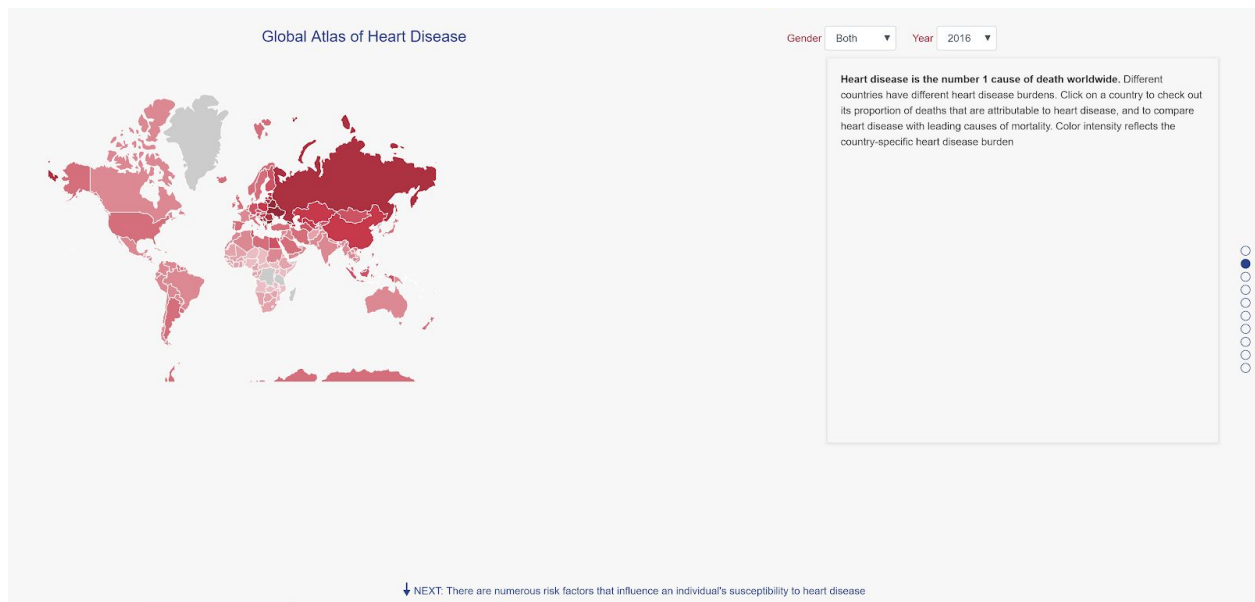 Global Atlas of Heart Disease
Gender Both Year 2016
Heart disease is the number 1 cause of death worldwide. Different
countries have different heart disease burdens. Click on a country to check out
its proportion of deaths that are attributable to heart disease, and to compare
heart disease with leading causes of mortality. Color intensity reflects the
country-specific heart disease burden
NEXT: There are numerous risk factors that influence an individual's susceptibility to heart disease